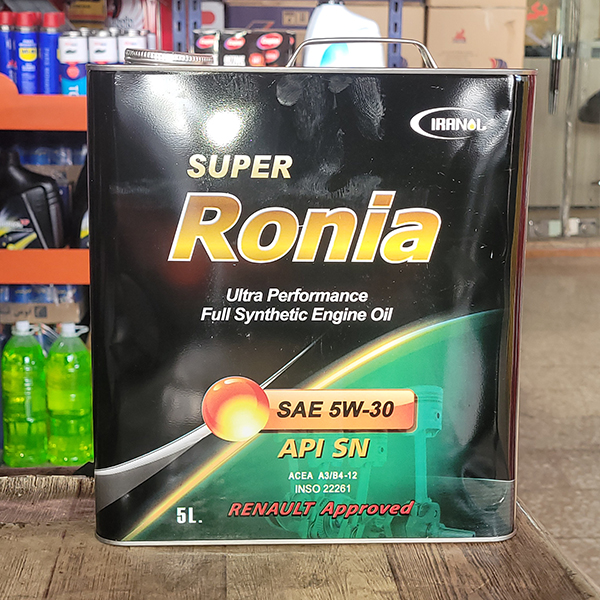 IRANOL
SUPER
Ronia
Ultra Performance
Full Synthetic Engine Oil
SAE 5W-30
API SN
ACEA A3/B4-12
INSO 22261
5L.
RENAULT Approved